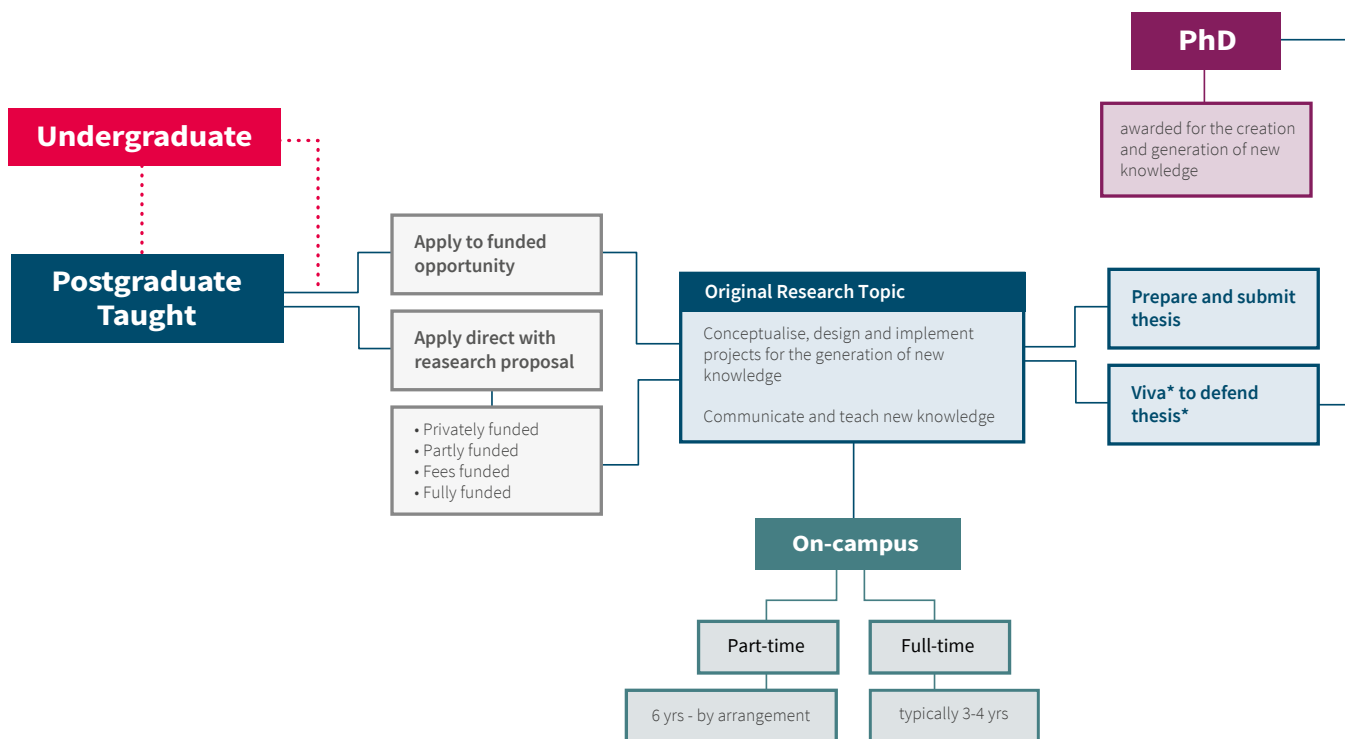 PhD
awarded for the creation
and generation of new
knowledge
Undergraduate
Postgraduate
Taught
Apply to funded
opportunity
Apply direct with
reasearch proposal
• Privately funded
• Partly funded
• Fees funded
• Fully funded
Original Research Topic
Conceptualise, design and implement
projects for the generation of new
knowledge
Communicate and teach new knowledge
Prepare and submit
thesis
Viva* to defend
thesis*
On-campus
Part-time
Full-time
6 yrs - by arrangement
typically 3-4 yrs